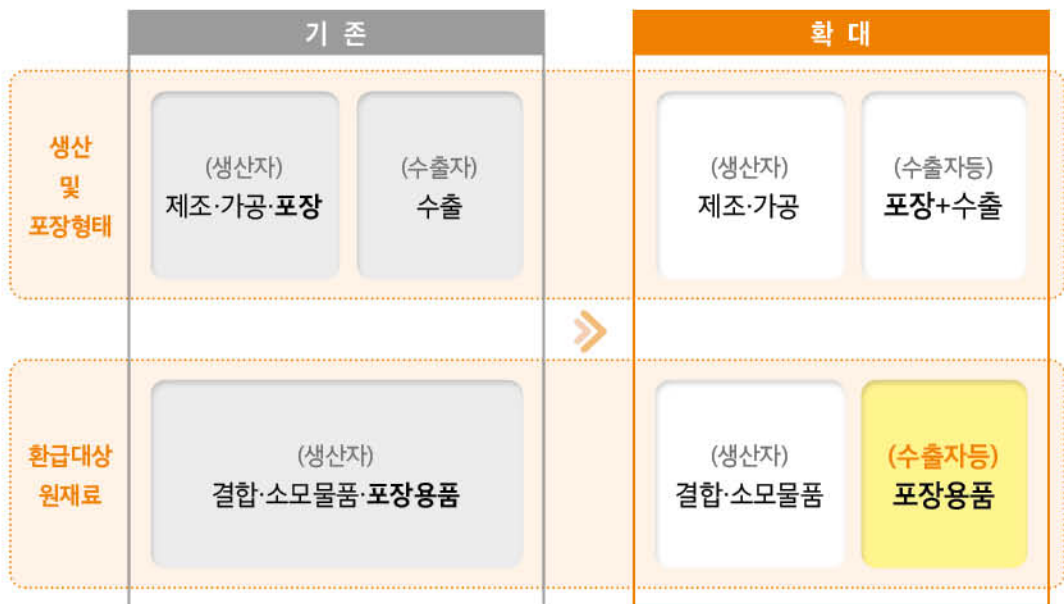 기 존
확 대
생산
및
포장형태
(생산자)
제조·가공·포장
(수출자)
수출
(생산자)
제조·가공
(수출자등)
포장+수출
환급대상
원재료
(생산자)
결합·소모물품·포장용품
(생산자)
결합·소모물품
(수출자등)
포장용품